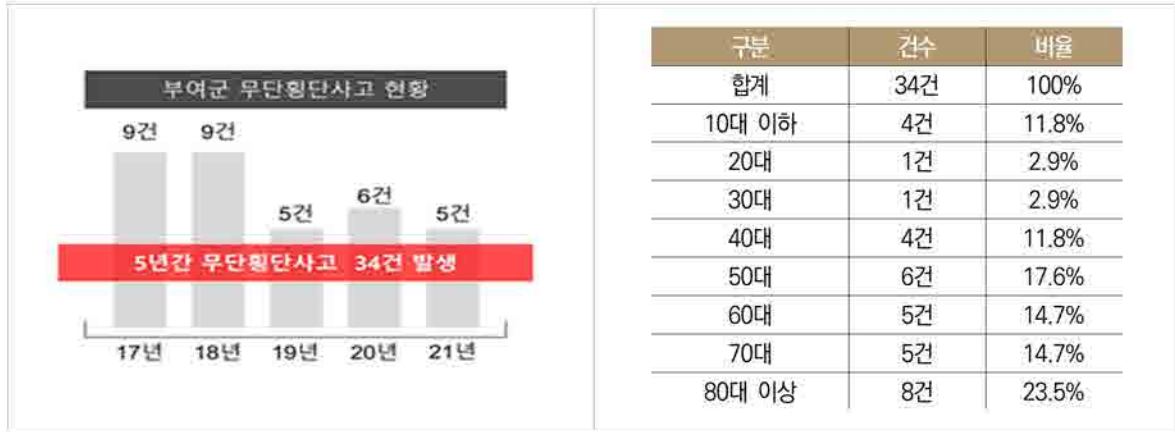 부여군 무단횡단사고 현황
9건 9건 5건 6건 5건
5년간 무단횡단사고 34건 발생
17년 18년 19년 20년 21년
구분 건수 비율
합계 34건 100%
10대 이하 4건 11.8%
20대 1건 2.9%
30대 1건 2.9%
40대 4건 11.8%
50대 6건 17.6%
60대 5건 14.7%
70대 5건 14.7%
80대 이상 8건 23.5%